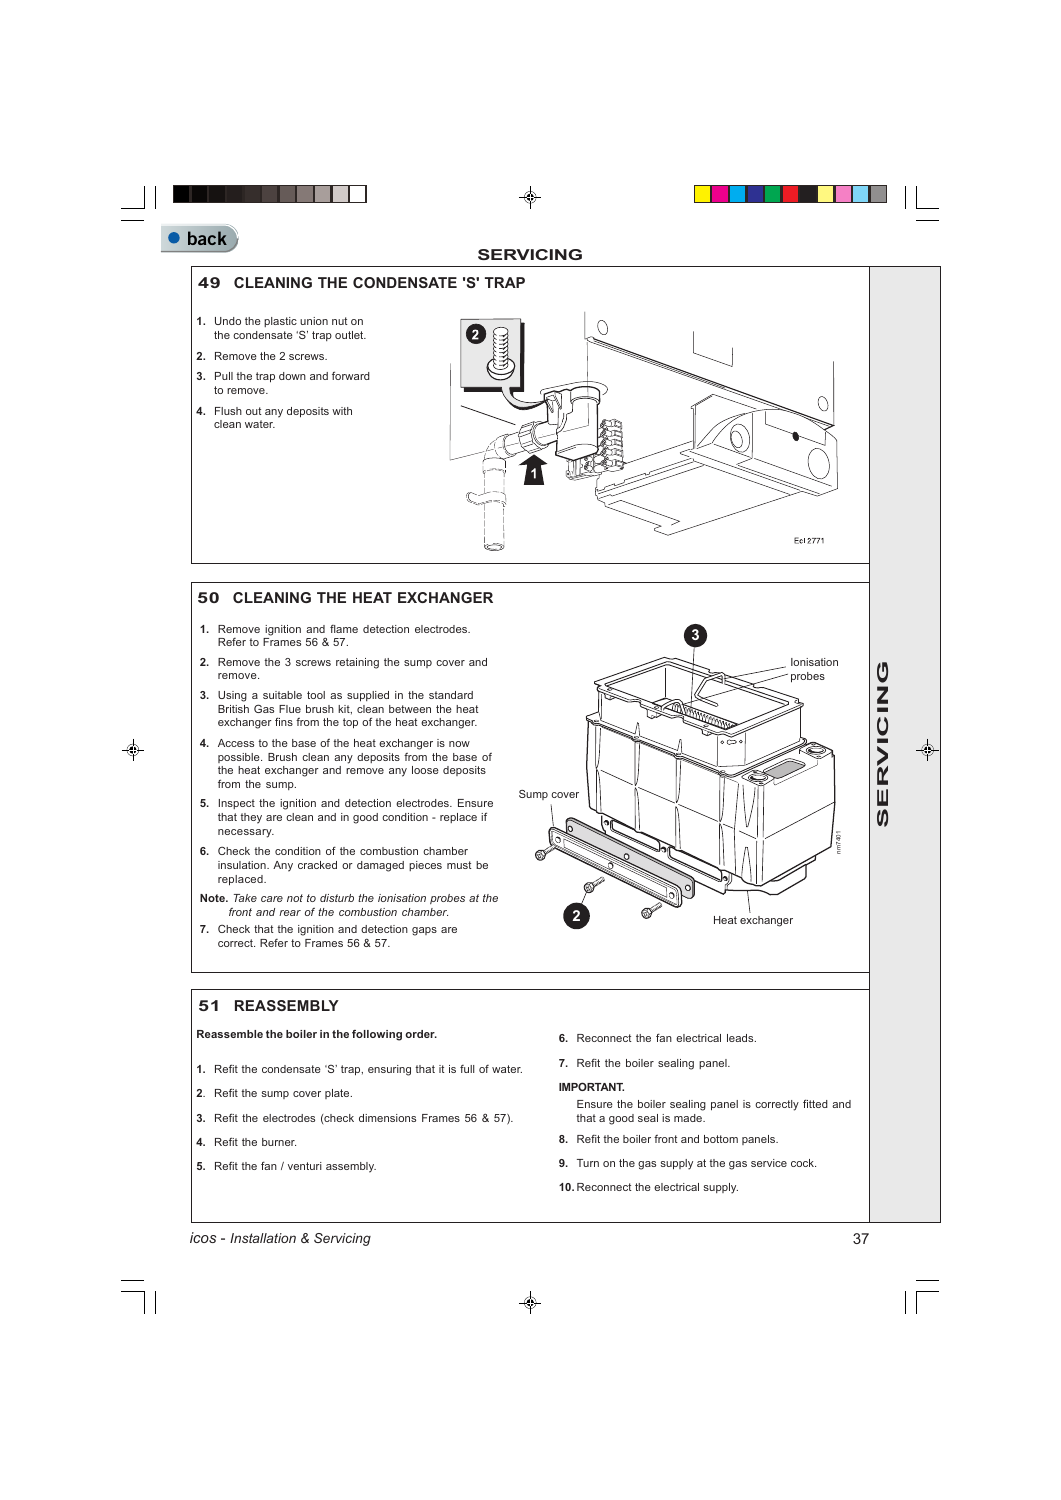 back
SERVICING
49 CLEANING THE CONDENSATE 'S' TRAP
1. Undo the plastic union nut on
the condensate ‘S’ trap outlet.
2. Remove the 2 screws.
3. Pull the trap down and forward
to remove.
4. Flush out any deposits with
clean water.
2
1
Ecl 2771
50 CLEANING THE HEAT EXCHANGER
1. Remove ignition and flame detection electrodes.
Refer to Frames 56 & 57.
2. Remove the 3 screws retaining the sump cover and
remove.
3. Using a suitable tool as supplied in the standard
British Gas Flue brush kit, clean between the heat
exchanger fins from the top of the heat exchanger.
4. Access to the base of the heat exchanger is now
possible. Brush clean any deposits from the base of
the heat exchanger and remove any loose deposits
from the sump.
5. Inspect the ignition and detection electrodes. Ensure
that they are clean and in good condition - replace if
necessary.
6. Check the condition of the combustion chamber
insulation. Any cracked or damaged pieces must be
replaced.
Note. Take care not to disturb the ionisation probes at the
front and rear of the combustion chamber.
7. Check that the ignition and detection gaps are
correct. Refer to Frames 56 & 57.
3
Ionisation
probes
Sump cover
nm7401
2
Heat exchanger
SERVICING
51 REASSEMBLY
Reassemble the boiler in the following order.
1. Refit the condensate ‘S’ trap, ensuring that it is full of water.
2. Refit the sump cover plate.
3. Refit the electrodes (check dimensions Frames 56 & 57).
4. Refit the burner.
5. Refit the fan / venturi assembly.
6. Reconnect the fan electrical leads.
7. Refit the boiler sealing panel.
IMPORTANT.
Ensure the boiler sealing panel is correctly fitted and
that a good seal is made.
8. Refit the boiler front and bottom panels.
9. Turn on the gas supply at the gas service cock.
10. Reconnect the electrical supply.
icos - Installation & Servicing
37